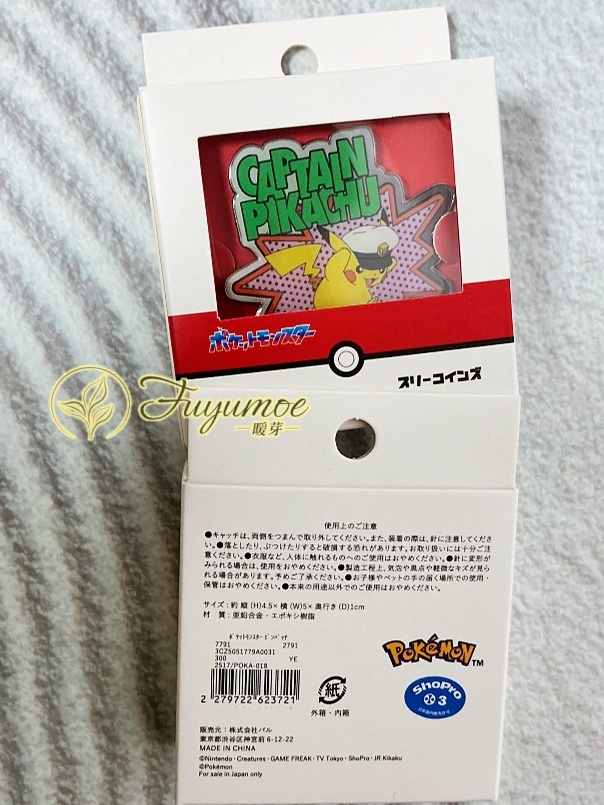 CAPTAIN
PIKACHU
ポケットモンスター
スリーコインズ
Fuyumoe
暖芽
使用上のご注意
●キャッチは、両側をつまんで取り外してください。また、装着の際は、針に注意してくださ
い。●落としたり、ぶつけたりすると破損する恐れがあります。お取り扱いには十分ご注
意ください。●衣服など、人体に触れるものへのご使用はおやめください。●針に変形が
みられる場合は、使用をおやめください。●製造工程上、気泡や黒点や軽微なキズが見ら
れる場合があります。予めご了承ください。●お子様やペットの手の届く場所での使用・
保管はおやめください。●本来の用途以外でのご使用はおやめください。
サイズ:約 縦(H)4.5×横(W)5×奥行き(D)1cm
材 質:亜鉛合金・エポキシ樹脂
ポケットモンスター ピンバッヂ
7791 2791
3CZS051779A0031
300 YE
2517/POKA-018
2 279722 623721
紙
外箱・内箱
POKéMON™
ShoPro
3
販売元:株式会社パル
東京都渋谷区神宮前 6-12-22
MADE IN CHINA
©Nintendo・Creatures・GAME FREAK・TV Tokyo・ShoPro・JR Kikaku
©Pokémon
For sale in Japan only